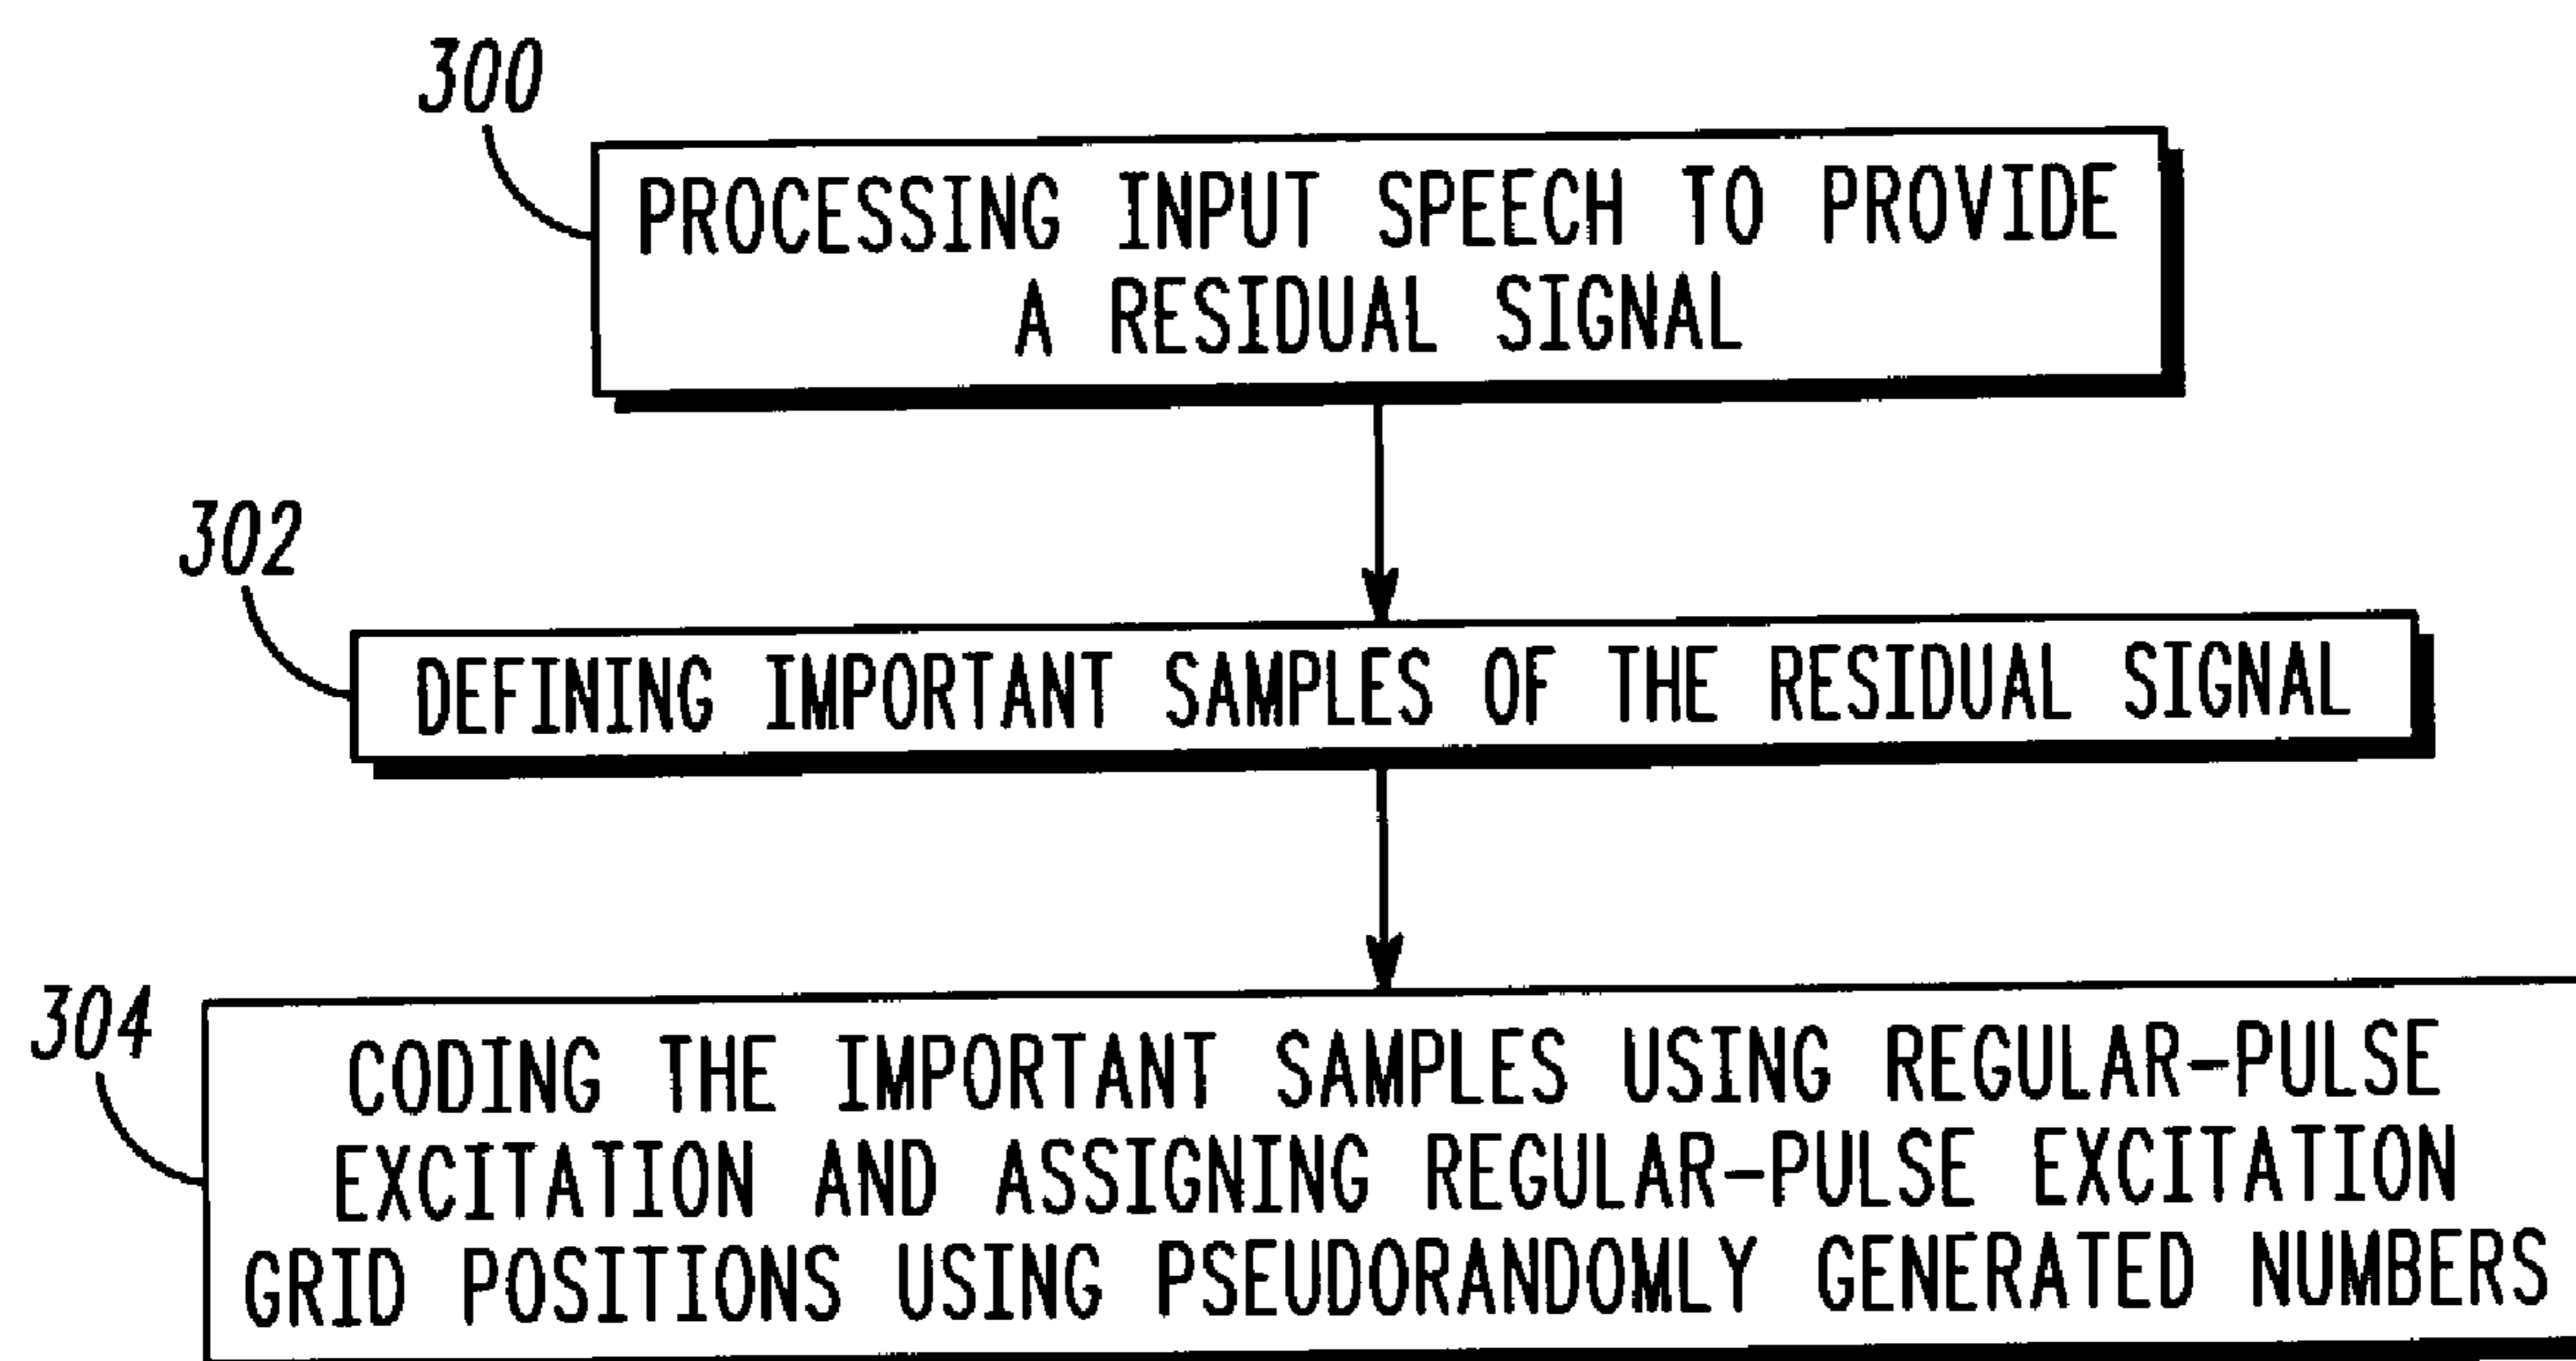 300
PROCESSING INPUT SPEECH TO PROVIDE
A RESIDUAL SIGNAL
302
DEFINING IMPORTANT SAMPLES OF THE RESIDUAL SIGNAL
304
CODING THE IMPORTANT SAMPLES USING REGULAR-PULSE
EXCITATION AND ASSIGNING REGULAR-PULSE EXCITATION
GRID POSITIONS USING PSEUDORANDOMLY GENERATED NUMBERS